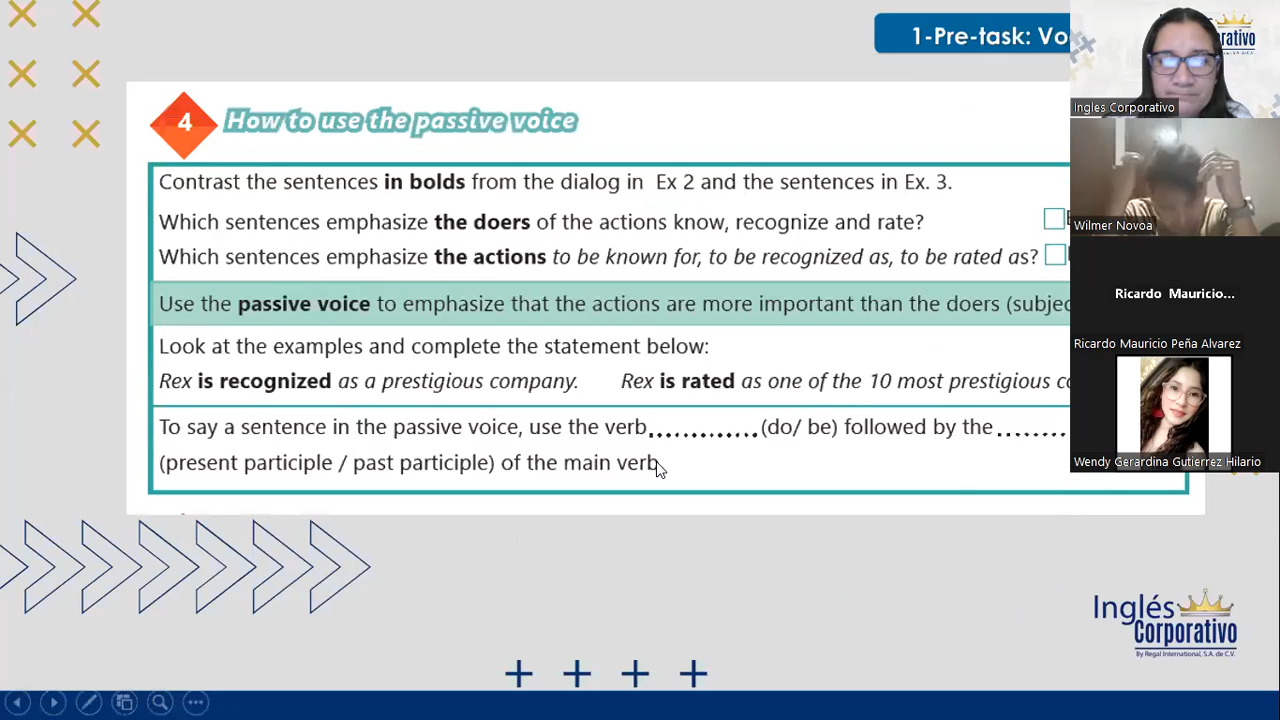 1-Pre-task: Vo
4
How to use the passive voice
Contrast the sentences in bolds from the dialog in Ex 2 and the sentences in Ex. 3.
Which sentences emphasize the doers of the actions know, recognize and rate?
Which sentences emphasize the actions to be known for, to be recognized as, to be rated as?
Use the passive voice to emphasize that the actions are more important than the doers (subjec
Look at the examples and complete the statement below:
Rex is recognized as a prestigious company. Rex is rated as one of the 10 most prestigious co
To say a sentence in the passive voice, use the verb............(do/ be) followed by the ........
(present participle / past participle) of the main verb
orativo
Ingles Corporativo
Wilmer Novoa
Ricardo Mauricio...
Ricardo Mauricio Peña Alvarez
Wendy Gerardina Gutierrez Hilario
Inglés
Corporativo
By Regal International, S.A. de C.V.